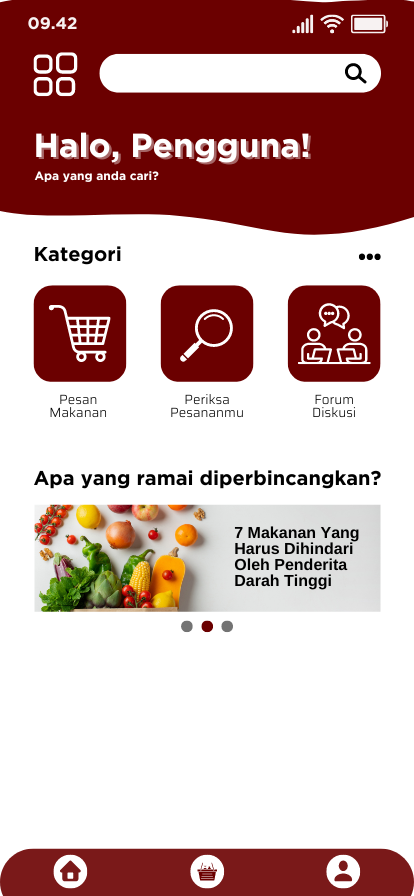 09.42
Halo, Pengguna!
Apa yang anda cari?
Kategori
Pesan
Makanan
Periksa
Pesananmu
Forum
Diskusi
Apa yang ramai diperbincangkan?
7 Makanan Yang
Harus Dihindari
Oleh Penderita
Darah Tinggi